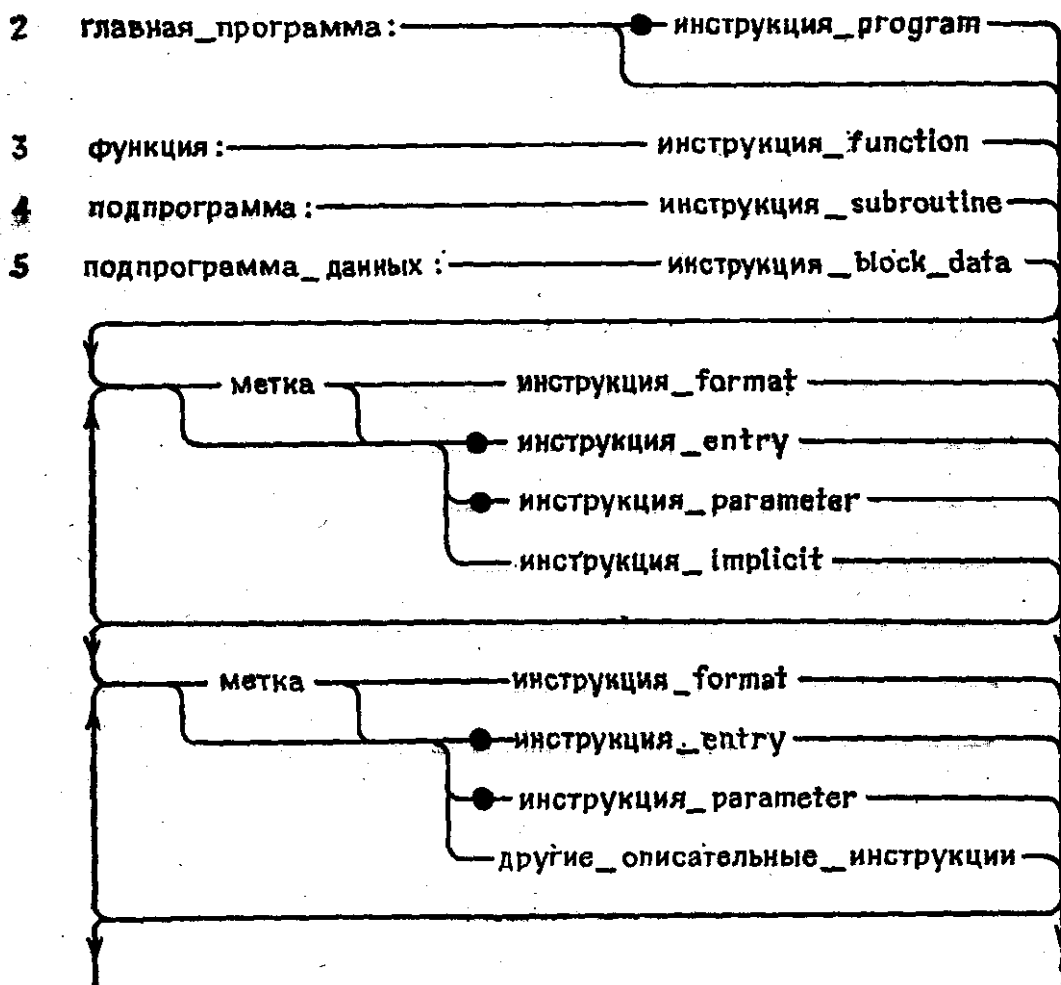 2 главная_программа: инструкция_program
3 функция: инструкция_function
4 подпрограмма: инструкция_subroutine
5 подпрограмма_данных: инструкция_block_data
метка инструкция_format
инструкция_entry
инструкция_parameter
инструкция_implicit
метка инструкция_format
инструкция_entry
инструкция_parameter
другие_описательные_инструкции